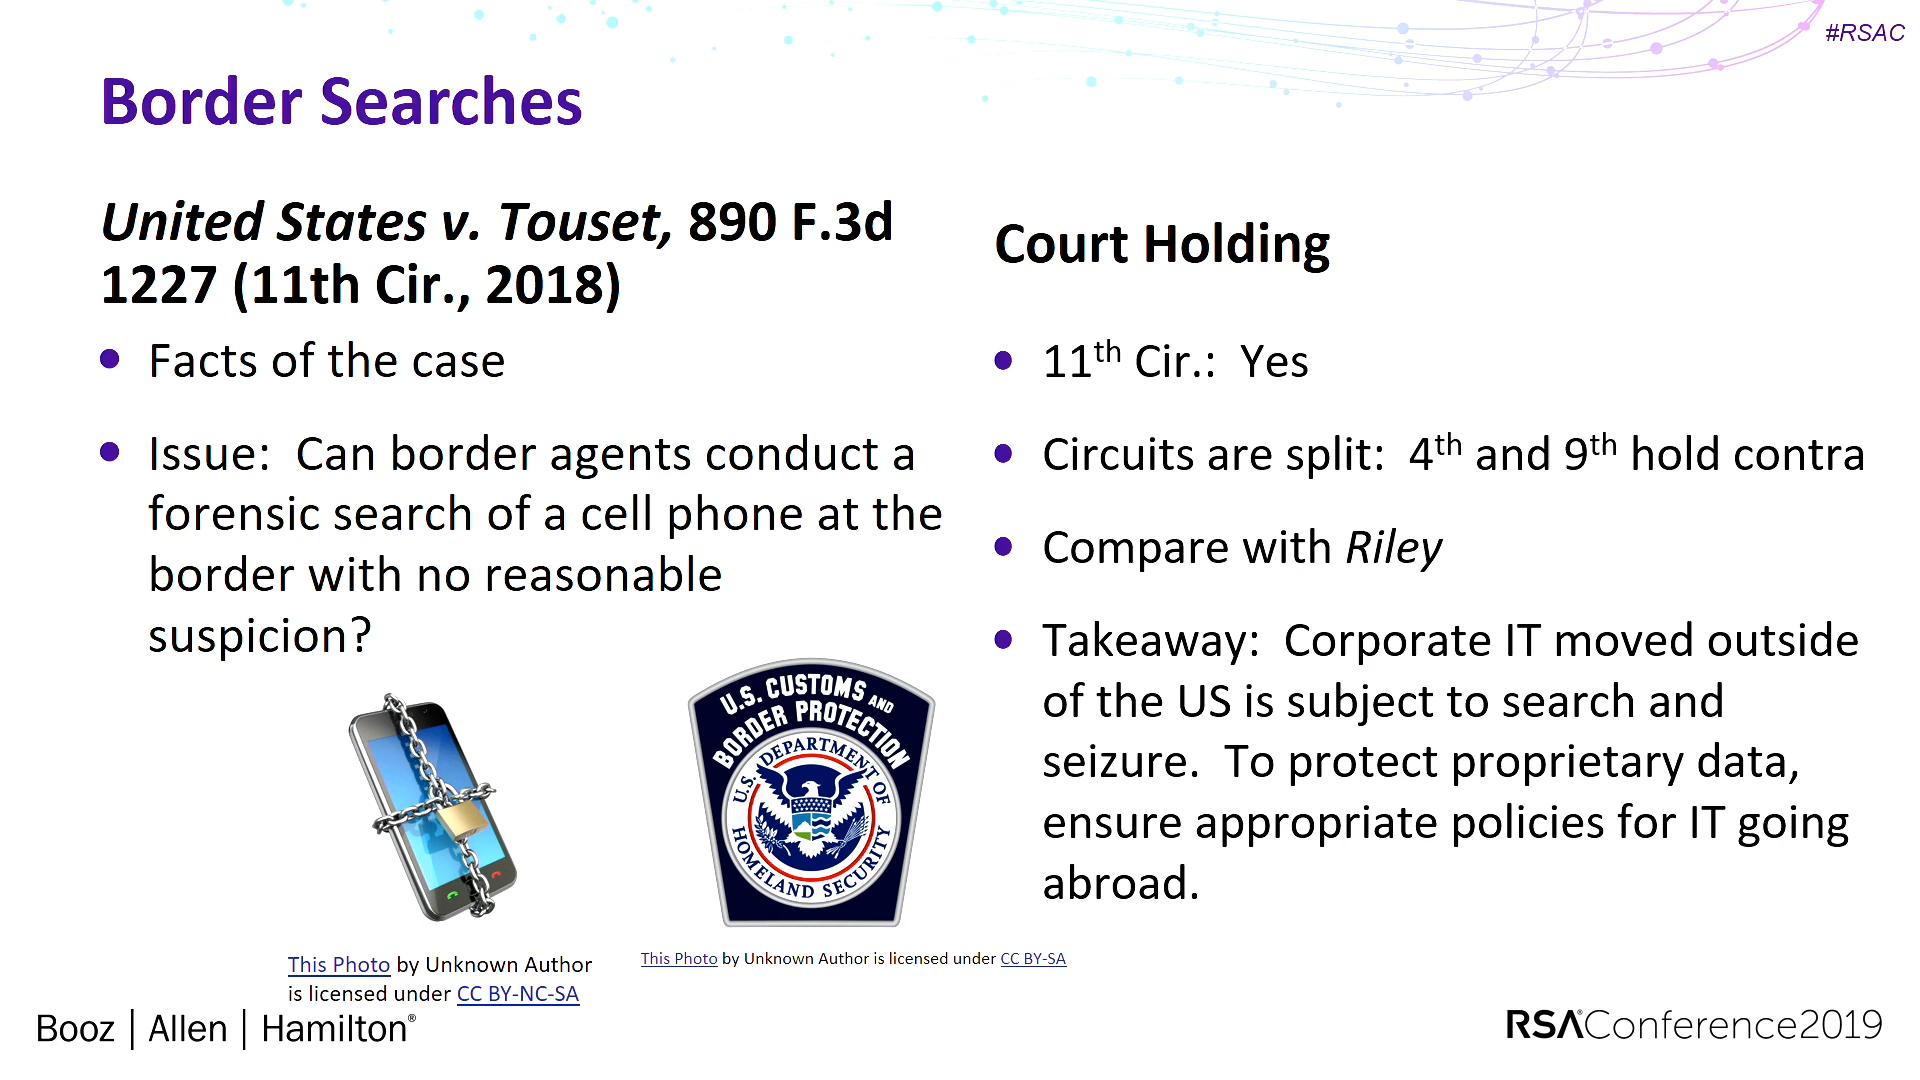 #RSAC
Border Searches
United States v. Touset, 890 F.3d
1227 (11th Cir., 2018)
• Facts of the case
• Issue:  Can border agents conduct a
forensic search of a cell phone at the
border with no reasonable
suspicion?
U.S. CUSTOMS AND
BORDER PROTECTION
U.S. DEPARTMENT OF
HOMELAND SECURITY
This Photo by Unknown Author
is licensed under CC BY-NC-SA
This Photo by Unknown Author is licensed under CC BY-SA
Court Holding
• 11th Cir.:  Yes
• Circuits are split:  4th and 9th hold contra
• Compare with Riley
• Takeaway:  Corporate IT moved outside
of the US is subject to search and
seizure.  To protect proprietary data,
ensure appropriate policies for IT going
abroad.
Booz | Allen | Hamilton®
RSA®Conference2019